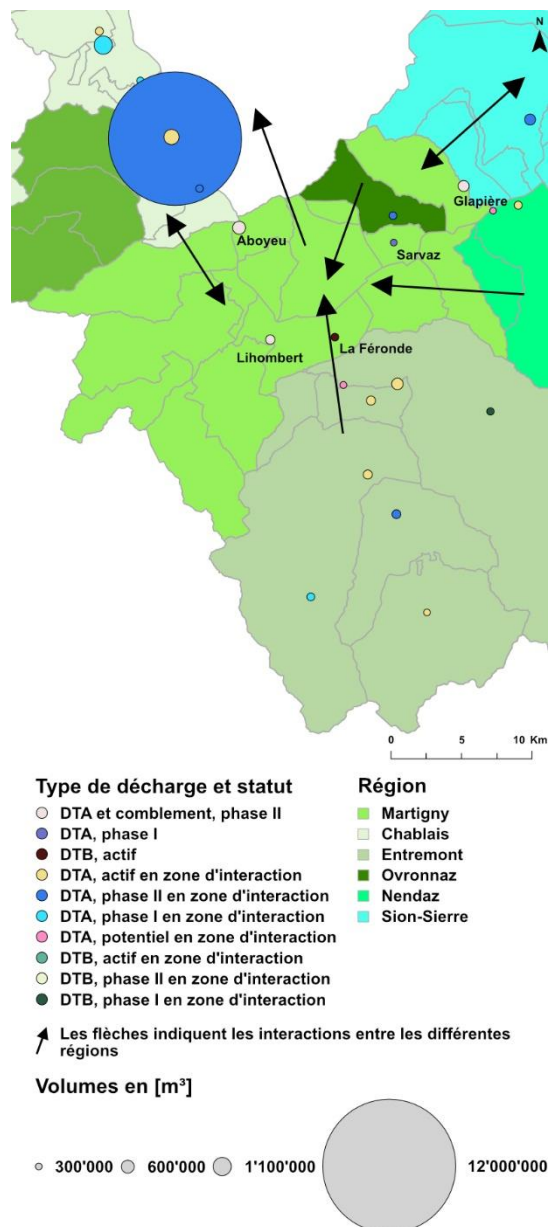 N
Glapière
Aboyeu
Sarvaz
La Féronde
Lihombert
0 5 10 Km
Type de décharge et statut
DTA et comblement, phase II
DTA, phase I
DTB, actif
DTA, actif en zone d'interaction
DTA, phase II en zone d'interaction
DTA, phase I en zone d'interaction
DTA, potentiel en zone d'interaction
DTB, actif en zone d'interaction
DTB, phase II en zone d'interaction
DTB, phase I en zone d'interaction
Région
Martigny
Chablais
Entremont
Ovronnaz
Nendaz
Sion-Sierre
Les flèches indiquent les interactions entre les différentes
régions
Volumes en [m³]
300'000 600'000 1'100'000 12'000'000